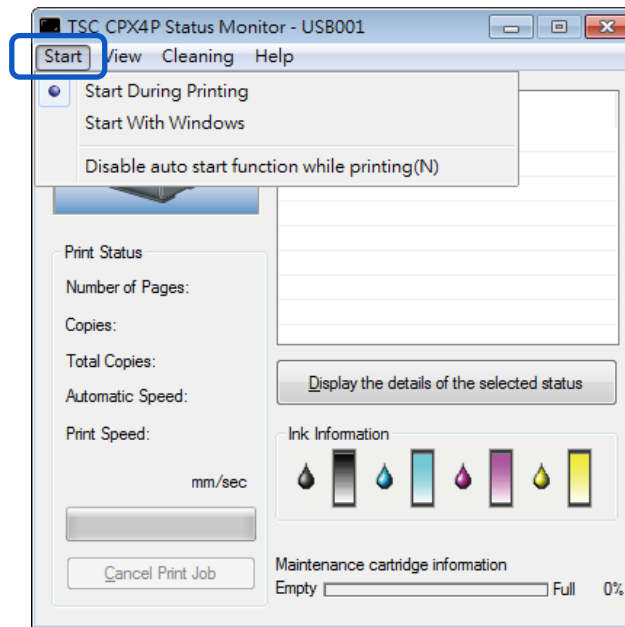 TSC CPX4P Status Monitor - USB001
Start View Cleaning Help
Start During Printing
Start With Windows
Disable auto start function while printing(N)
Print Status
Number of Pages:
Copies:
Total Copies:
Automatic Speed:
Print Speed:
mm/sec
Cancel Print Job
Display the details of the selected status
Ink Information
Maintenance cartridge information
Empty Full 0%